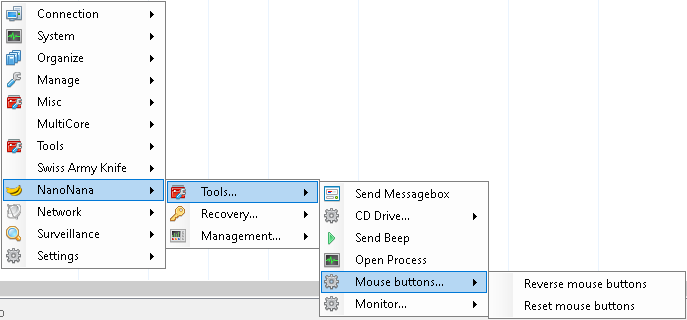 Connection
System
Organize
Manage
Misc
MultiCore
Tools
Swiss Army Knife
NanoNana
Network
Surveillance
Settings
Tools...
Recovery...
Management...
Send Messagebox
CD Drive...
Send Beep
Open Process
Mouse buttons...
Monitor...
Reverse mouse buttons
Reset mouse buttons